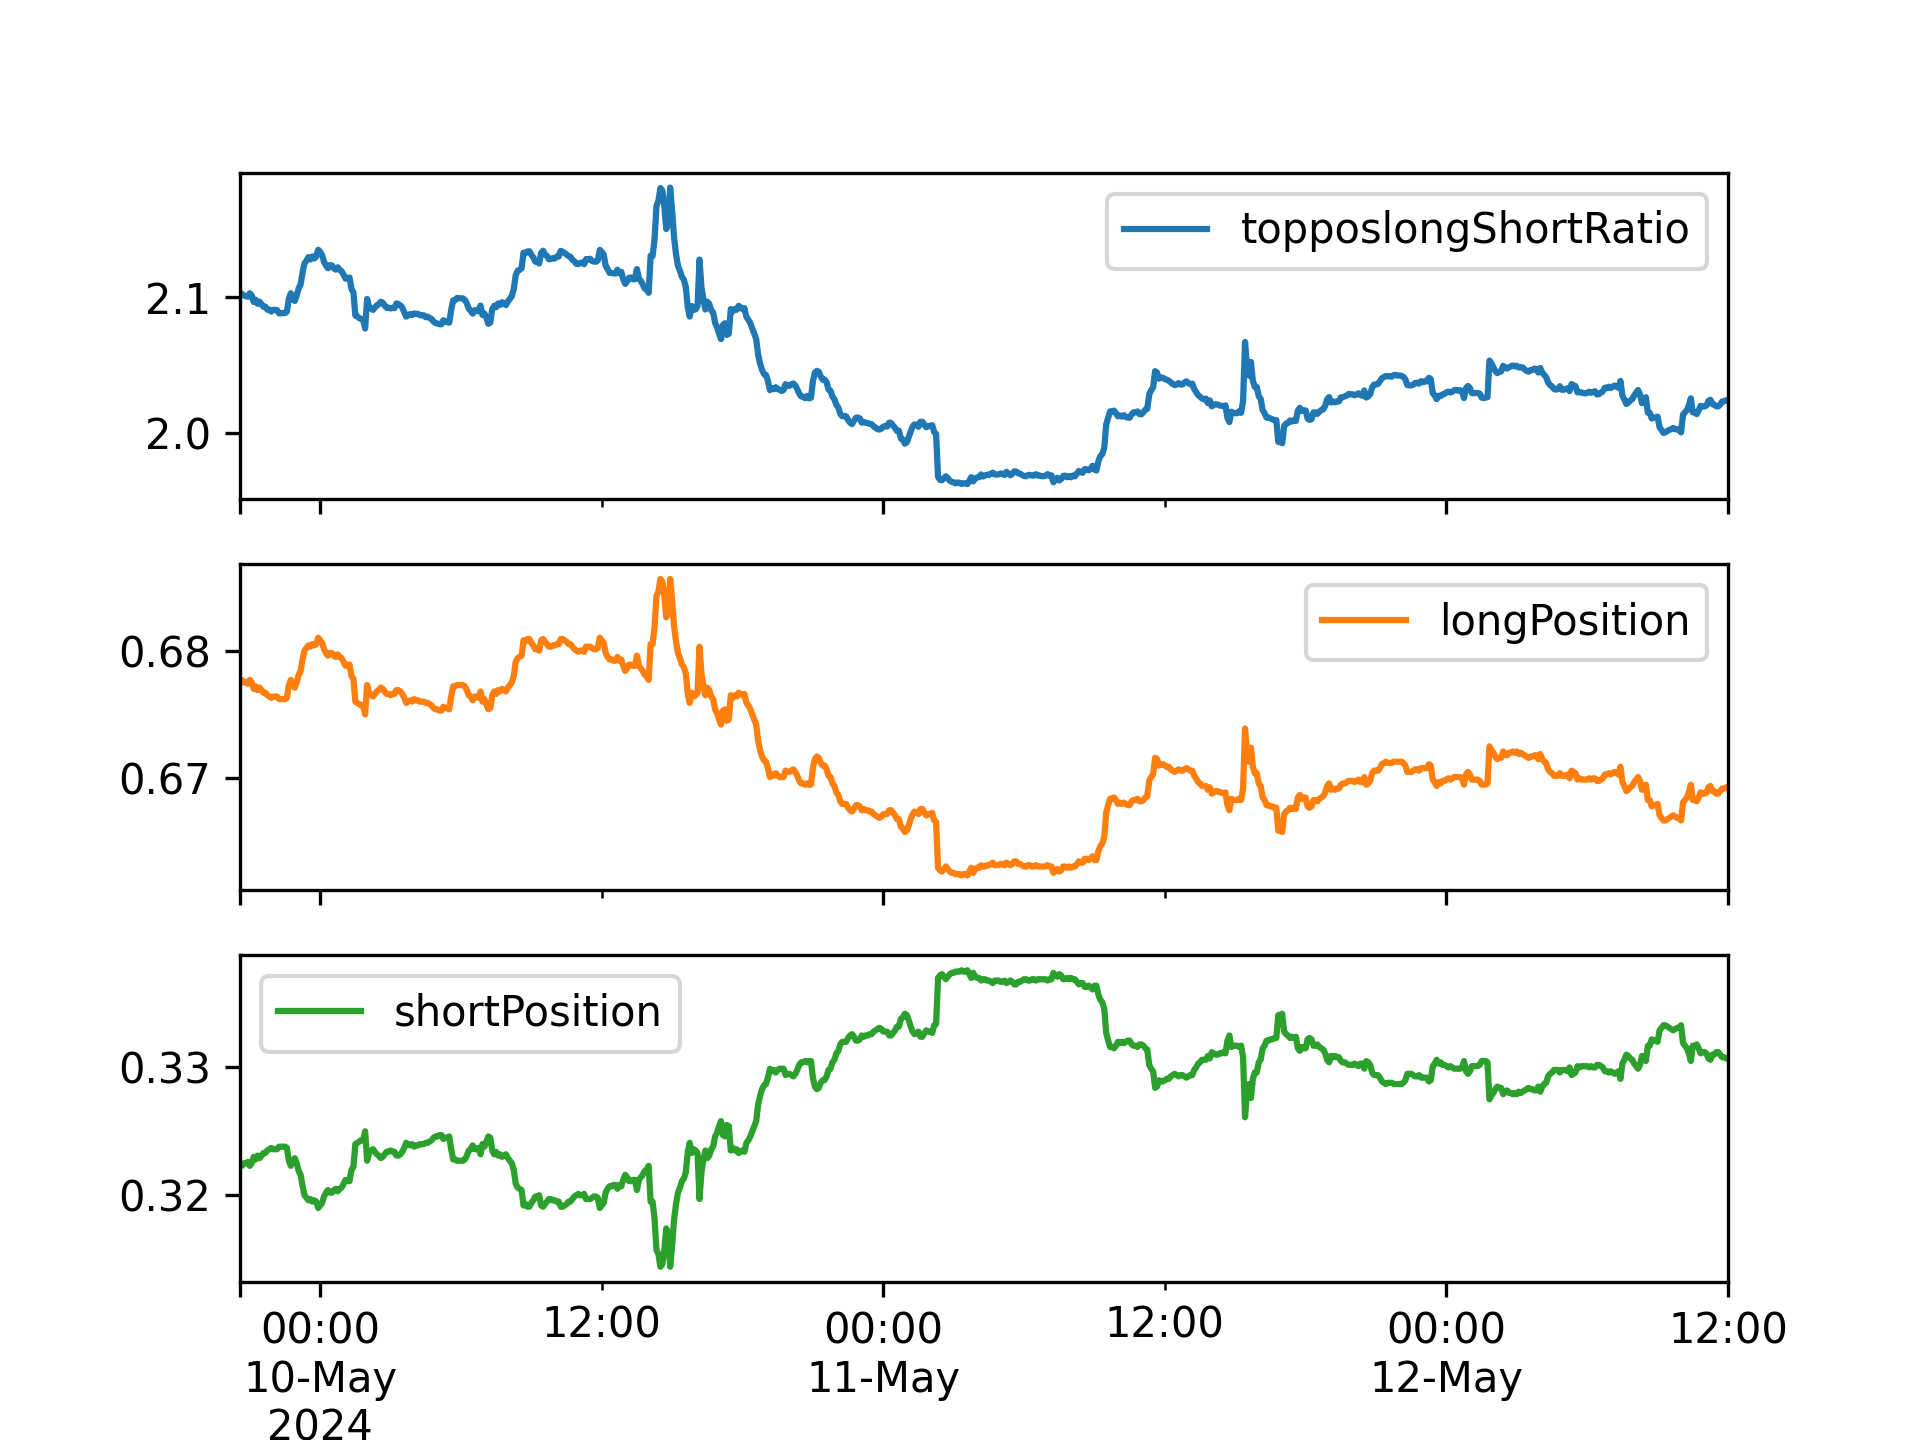 topposlongShortRatio
2.1
2.0
longPosition
0.68
0.67
shortPosition
0.33
0.32
00:00 12:00 00:00 12:00 00:00 12:00
10-May 11-May 12-May
2024